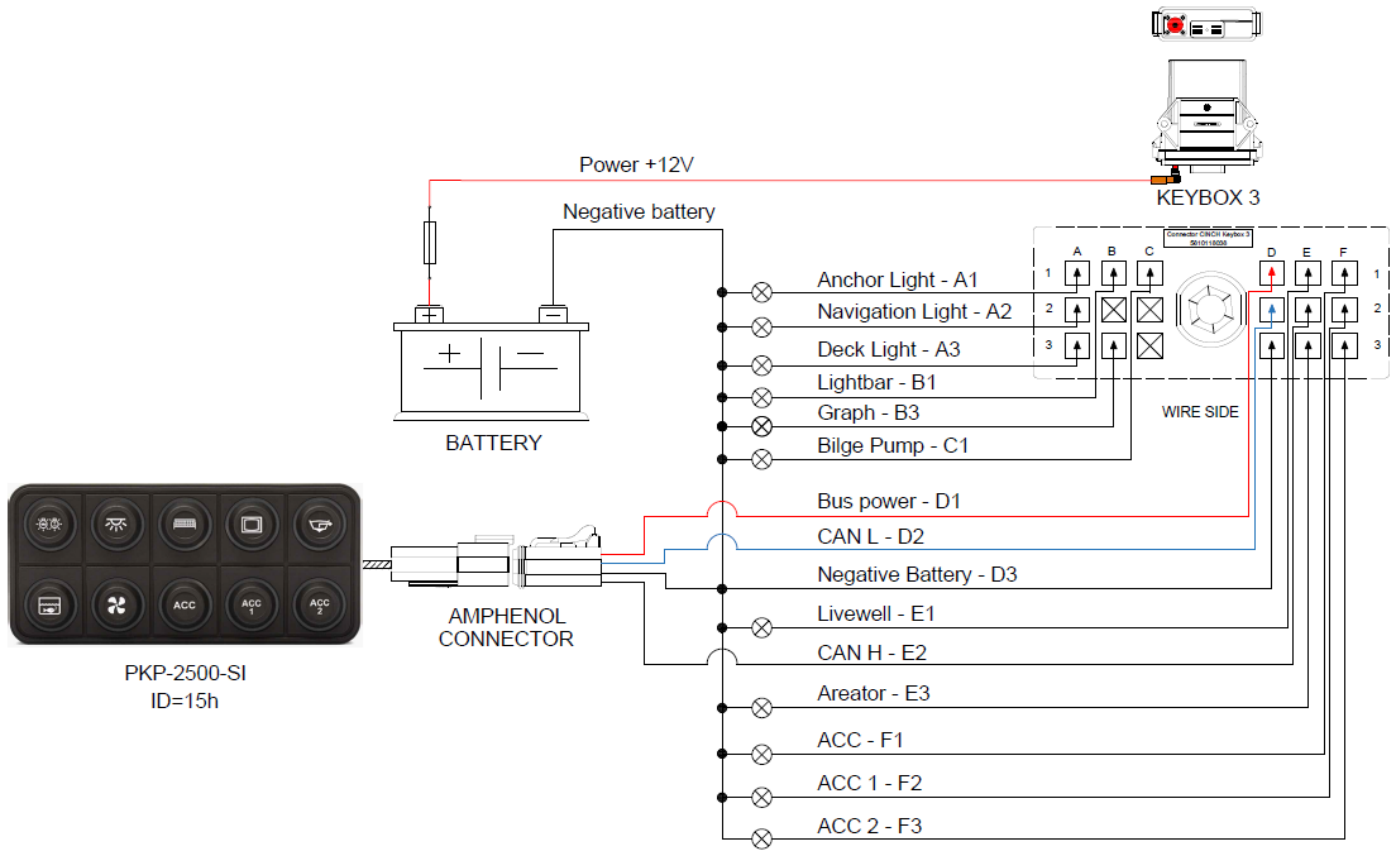 Power +12V
KEYBOX 3
Negative battery
Connector CINCH Keybox 3
5010118038
A B C D E F
1 1
2 2
3 3
WIRE SIDE
Anchor Light - A1
Navigation Light - A2
Deck Light - A3
Lightbar - B1
Graph - B3
Bilge Pump - C1
BATTERY
Bus power - D1
CAN L - D2
Negative Battery - D3
Livewell - E1
CAN H - E2
Areator - E3
ACC - F1
ACC 1 - F2
ACC 2 - F3
AMPHENOL
CONNECTOR
ACC
ACC
1
ACC
2
PKP-2500-SI
ID=15h